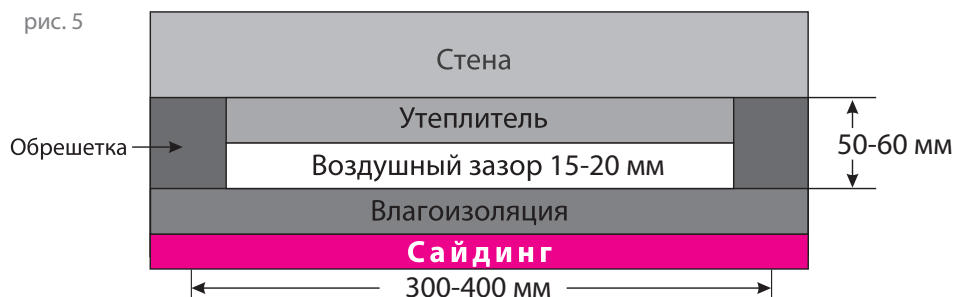 рис. 5
Стена
Утеплитель
Обрешетка
Воздушный зазор 15-20 мм
50-60 мм
Влагоизоляция
Сайдинг
300-400 мм